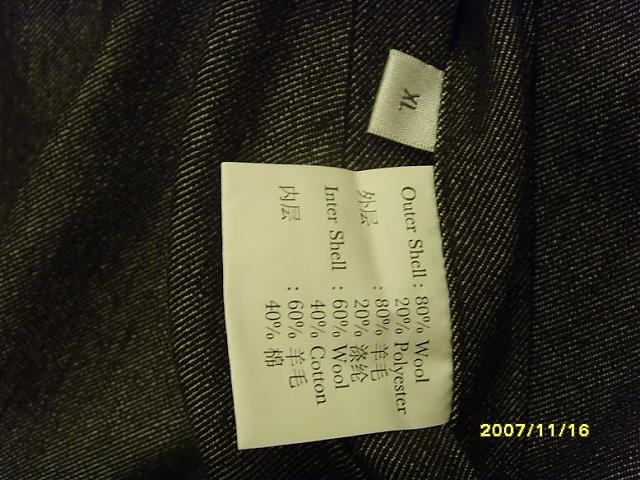 XL
Outer Shell : 80% Wool
20% Polyester
外层 : 80% 羊毛
20% 涤纶
Inter Shell : 60% Wool
40% Cotton
内层 : 60% 羊毛
40% 棉
2007/11/16